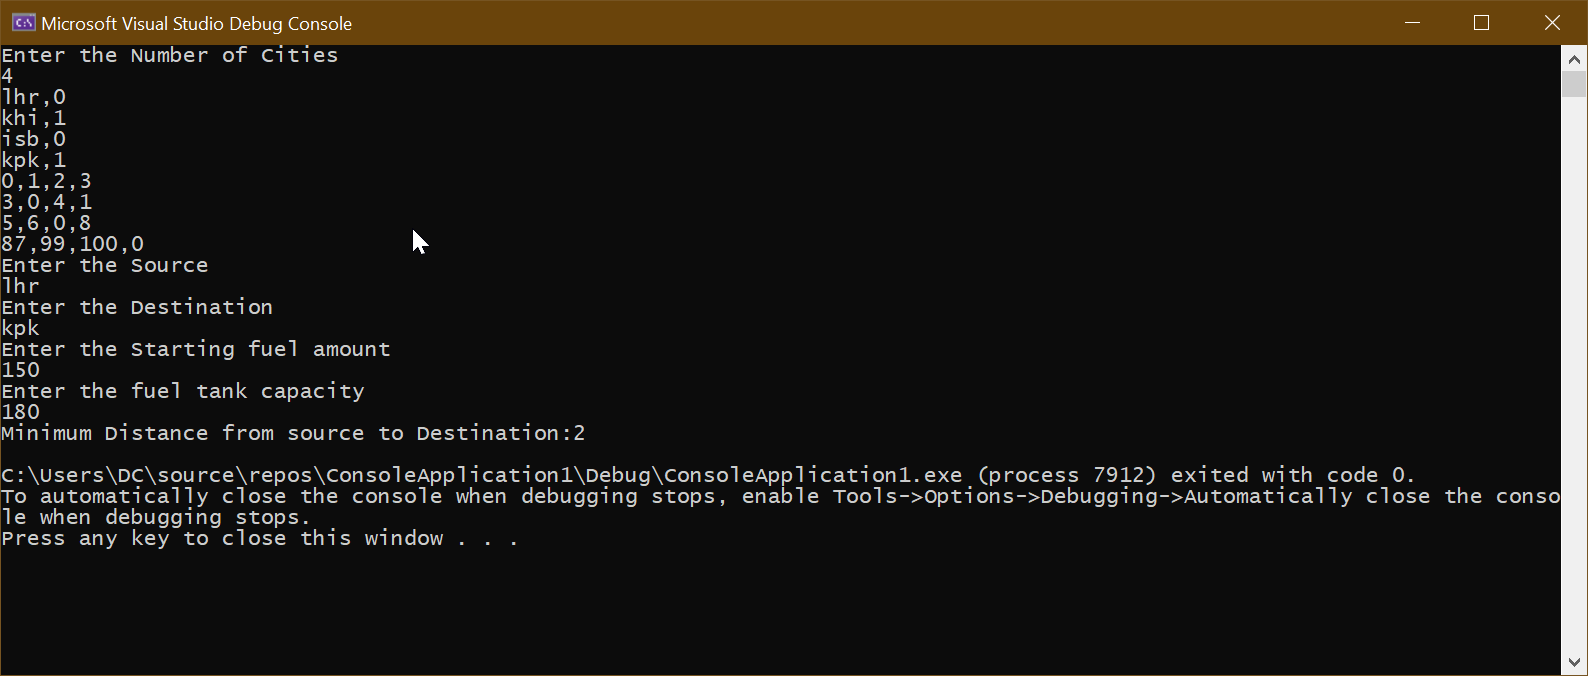 Microsoft Visual Studio Debug Console
Enter the Number of Cities
4
lhr,0
khi,1
isb,0
kpk,1
0,1,2,3
3,0,4,1
5,6,0,8
87,99,100,0
Enter the Source
lhr
Enter the Destination
kpk
Enter the Starting fuel amount
150
Enter the fuel tank capacity
180
Minimum Distance from source to Destination:2
C:\Users\DC\source\repos\ConsoleApplication1\Debug\ConsoleApplication1.exe (process 7912) exited with code 0.
To automatically close the console when debugging stops, enable Tools->Options->Debugging->Automatically close the conso
le when debugging stops.
Press any key to close this window . . .